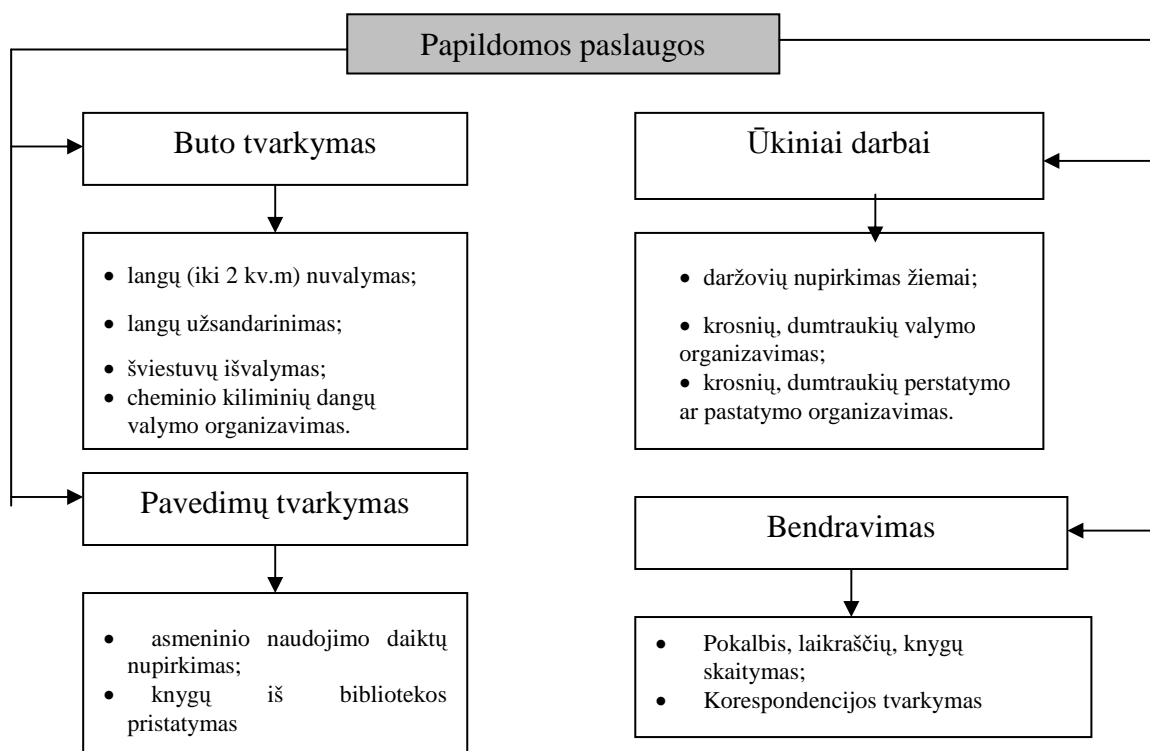 Papildomos paslaugos
Buto tvarkymas
• langų (iki 2 kv.m) nuvalymas;
• langų užsandarinimas;
• šviestuvų išvalymas;
• cheminio kiliminių dangų
valymo organizavimas.
Ūkiniai darbai
• daržovių nupirkimas žiemai;
• krosnių, dumtraukių valymo
organizavimas;
• krosnių, dumtraukių perstatymo
ar pastatymo organizavimas.
Pavedimų tvarkymas
• asmeninio naudojimo daiktų
nupirkimas;
• knygų iš bibliotekos
pristatymas
Bendravimas
• Pokalbis, laikraščių, knygų
skaitymas;
• Korespondencijos tvarkymas